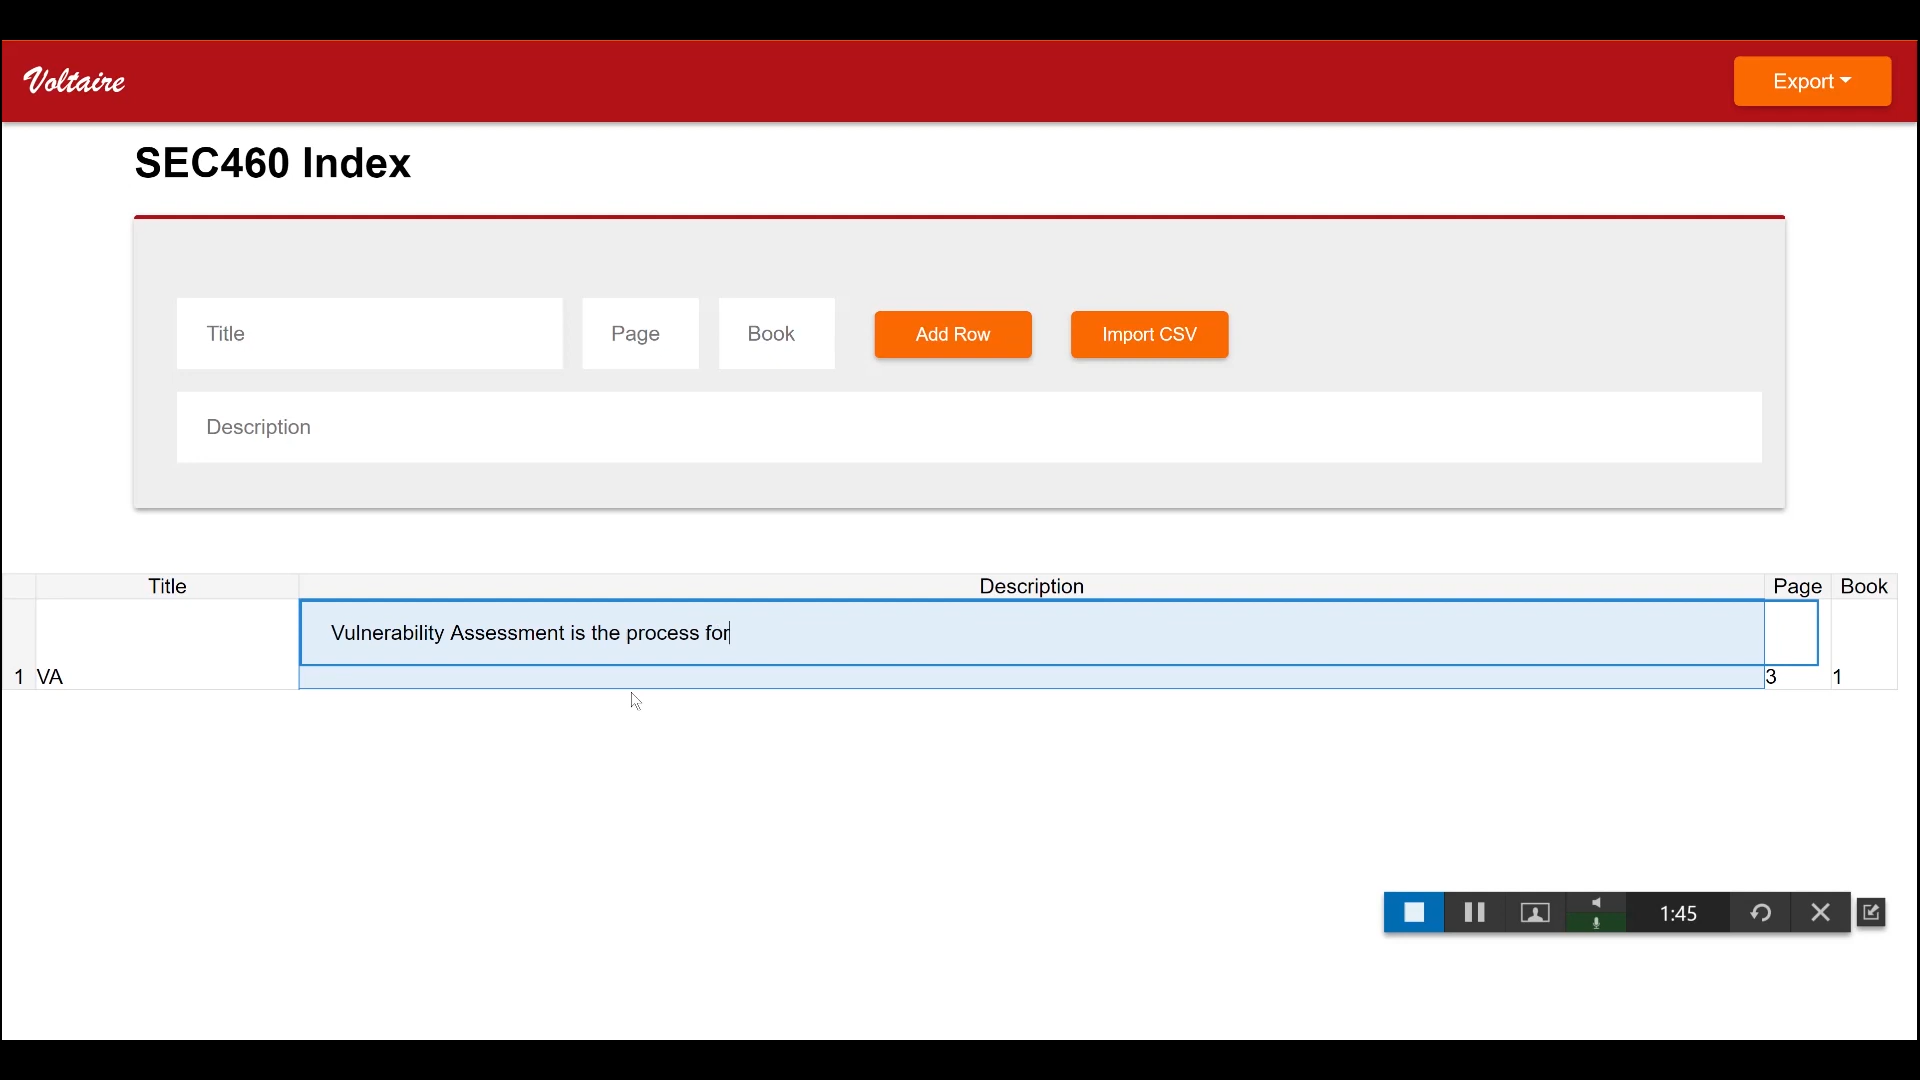 Voltaire
Export
SEC460 Index
Title
Page
Book
Add Row
Import CSV
Description
Title Description Page Book
Vulnerability Assessment is the process for
1 VA 3 1
1:45